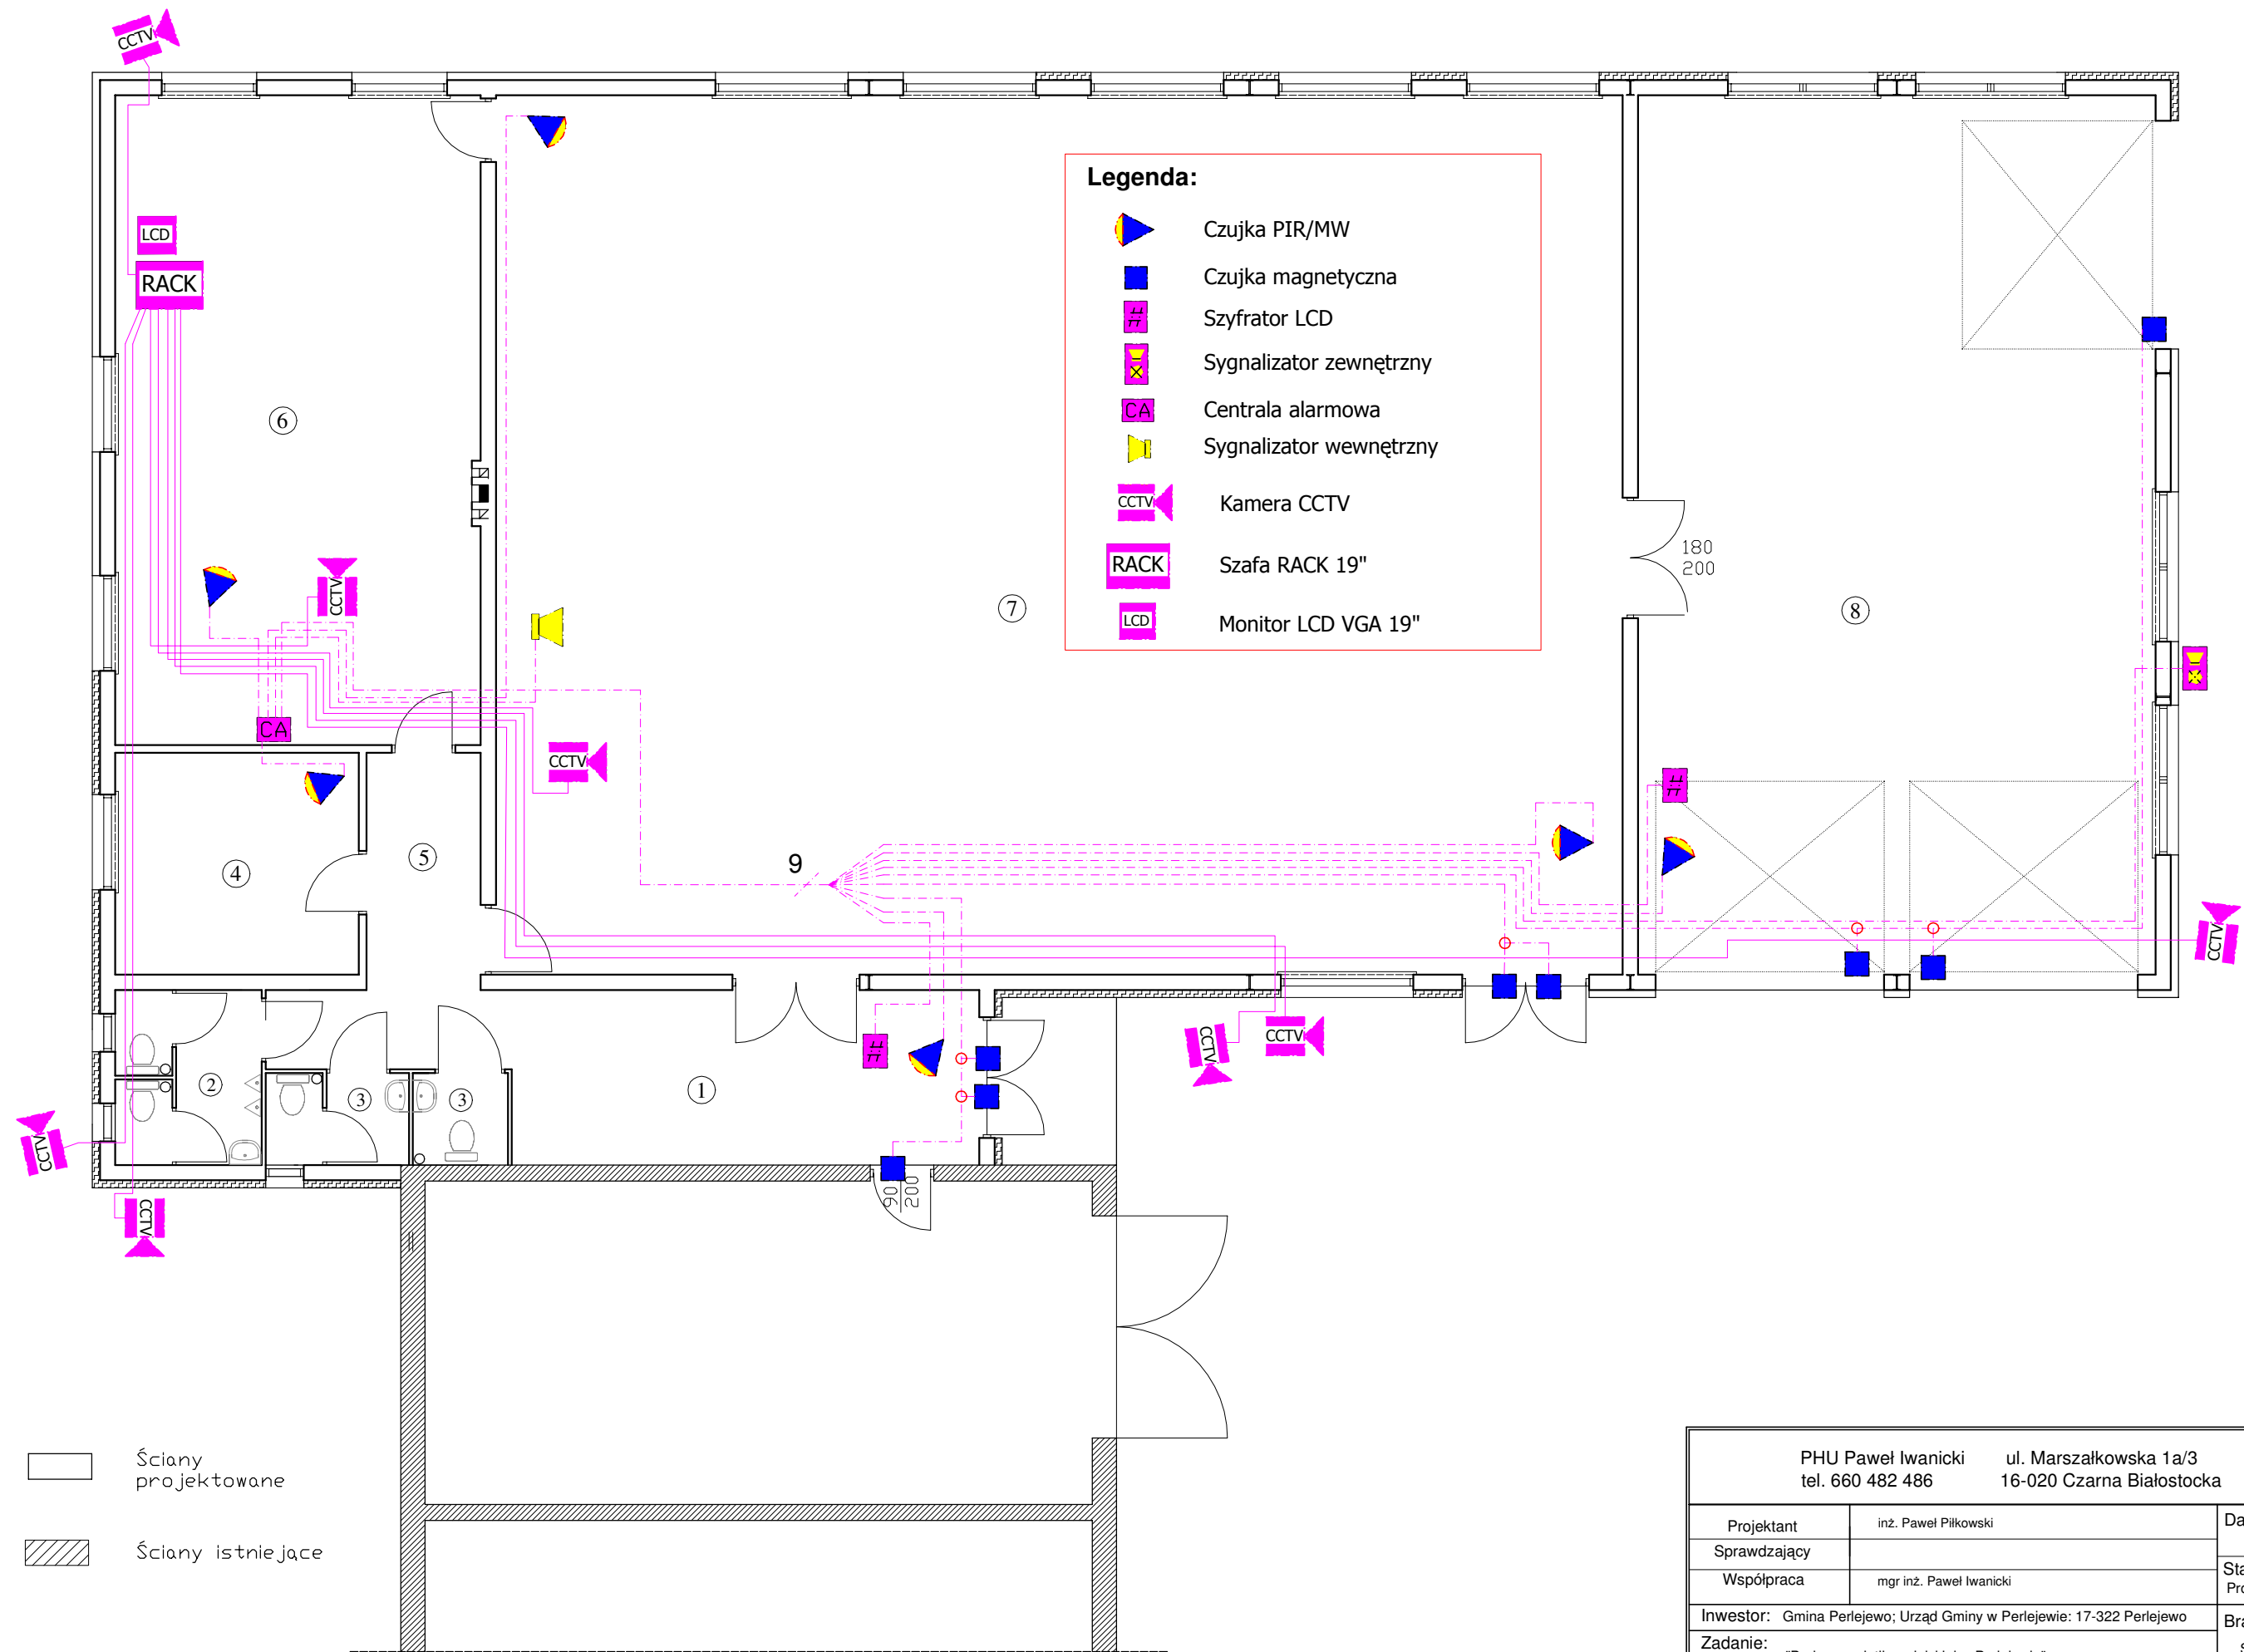 CCTV
Legenda:
Czujka PIR/MW
Czujka magnetyczna
# Szyfrator LCD
Sygnalizator zewnętrzny
CA Centrala alarmowa
Sygnalizator wewnętrzny
CCTV Kamera CCTV
RACK Szafa RACK 19"
LCD Monitor LCD VGA 19"
LCD
RACK
6
7
8
180
200
CCTV
CA
CCTV
#
9
4
5
CCTV
CCTV
CCTV
#
2
3
3
1
CCTV
CCTV
90
200
Ściany
projektowane
Ściany istniejące
PHU Paweł Iwanicki ul. Marszałkowska 1a/3
tel. 660 482 486 16-020 Czarna Białostocka
Projektant inż. Paweł Piłkowski
Sprawdzający
Współpraca mgr inż. Paweł Iwanicki
Inwestor: Gmina Perlejewo; Urząd Gminy w Perlejewie: 17-322 Perlejewo
Zadanie: